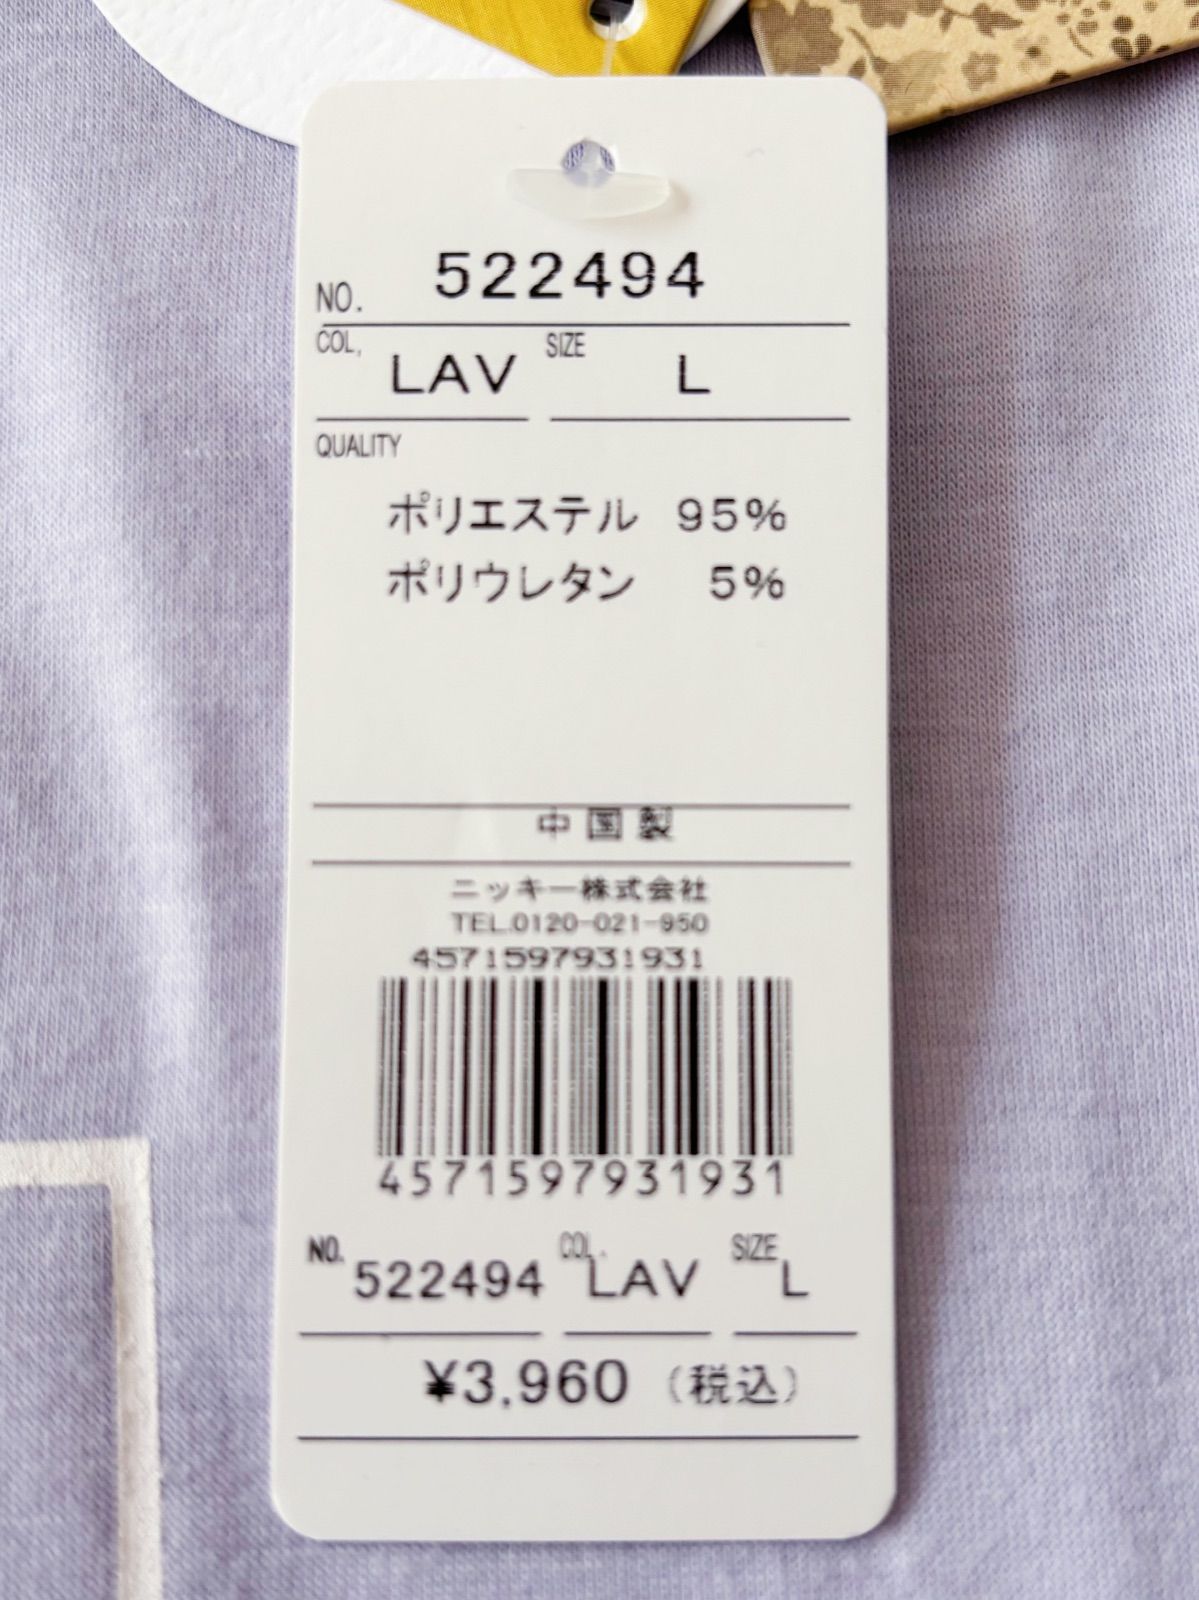 NO. 522494
COL. LAV SIZE L
QUALITY
ポリエステル 95%
ポリウレタン 5%
中国製
ニッキー株式会社
TEL.0120-021-950
4571597931931
4571597931931
NO. 522494 COL. LAV SIZE L
¥3,960 (税込)